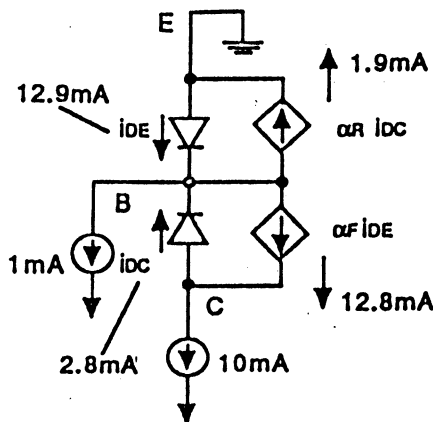 E
1.9mA
12.9mA
iDE
αR iDC
B
αF iDE
1mA
iDC
C
12.8mA
2.8mA
10mA